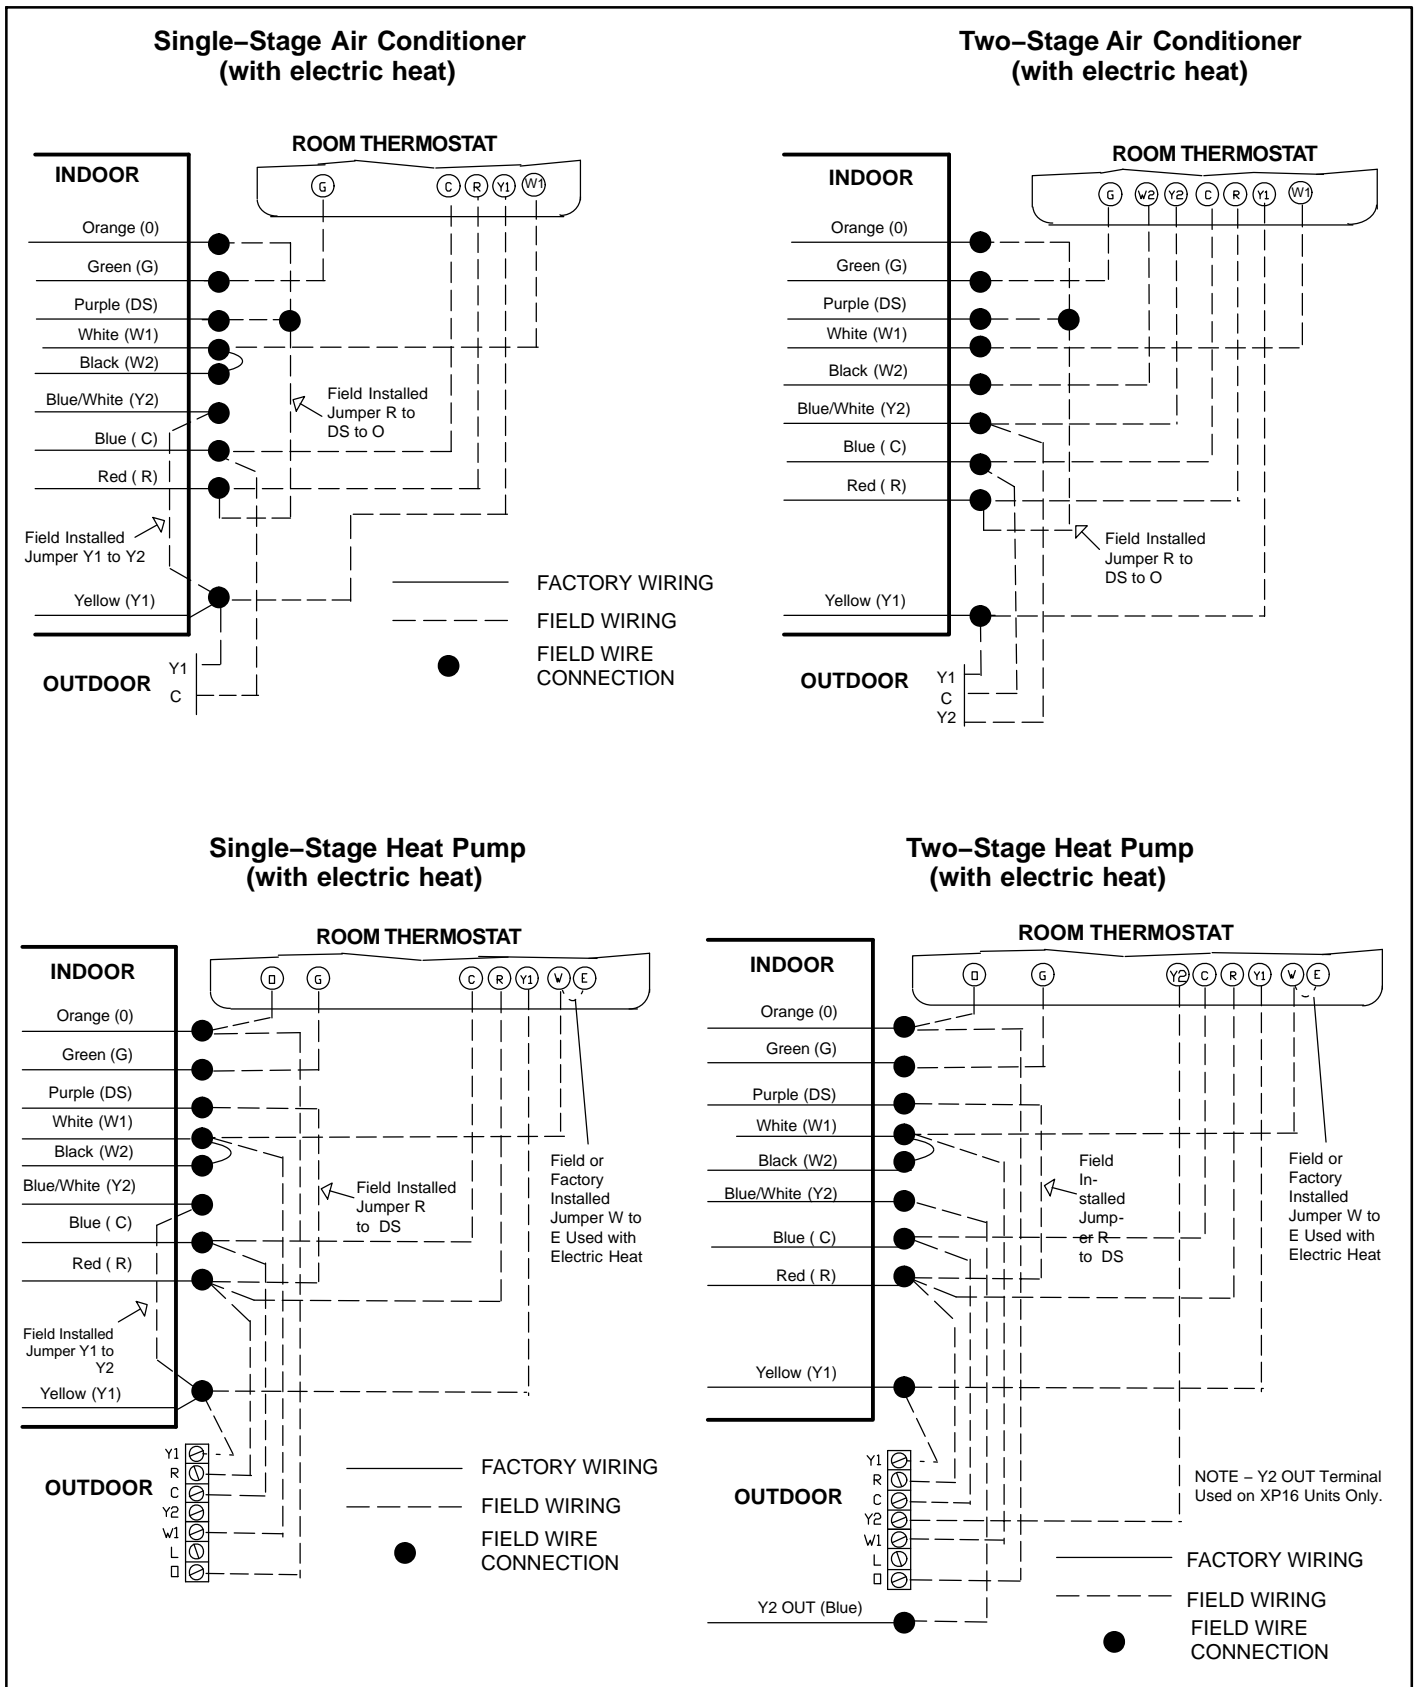 Single–Stage Air Conditioner
(with electric heat)
ROOM THERMOSTAT
INDOOR
G
C
R
Y1
W1
Orange (0)
Green (G)
Purple (DS)
White (W1)
Black (W2)
Blue/White (Y2)
Blue ( C)
Red ( R)
Field Installed
Jumper R to
DS to O
Field Installed
Jumper Y1 to Y2
Yellow (Y1)
OUTDOOR
Y1
C
FACTORY WIRING
FIELD WIRING
FIELD WIRE
CONNECTION
Two–Stage Air Conditioner
(with electric heat)
ROOM THERMOSTAT
INDOOR
G
W2
Y2
C
R
Y1
W1
Orange (0)
Green (G)
Purple (DS)
White (W1)
Black (W2)
Blue/White (Y2)
Blue ( C)
Red ( R)
Field Installed
Jumper R to
DS to O
Yellow (Y1)
OUTDOOR
Y1
C
Y2
Single–Stage Heat Pump
(with electric heat)
ROOM THERMOSTAT
INDOOR
O
G
C
R
Y1
W
E
Orange (0)
Green (G)
Purple (DS)
White (W1)
Black (W2)
Blue/White (Y2)
Blue ( C)
Red ( R)
Field Installed
Jumper R
to DS
Field or
Factory
Installed
Jumper W to
E Used with
Electric Heat
Field Installed
Jumper Y1 to
Y2
Yellow (Y1)
OUTDOOR
Y1
R
C
Y2
W1
L
O
FACTORY WIRING
FIELD WIRING
FIELD WIRE
CONNECTION
Two–Stage Heat Pump
(with electric heat)
ROOM THERMOSTAT
INDOOR
O
G
Y2
C
R
Y1
W
E
Orange (0)
Green (G)
Purple (DS)
White (W1)
Black (W2)
Blue/White (Y2)
Blue ( C)
Red ( R)
Field
In-
stalled
Jump-
er R
to DS
Field or
Factory
Installed
Jumper W to
E Used with
Electric Heat
Yellow (Y1)
OUTDOOR
Y1
R
C
Y2
W1
L
O
Y2 OUT (Blue)
NOTE – Y2 OUT Terminal
Used on XP16 Units Only.
FACTORY WIRING
FIELD WIRING
FIELD WIRE
CONNECTION